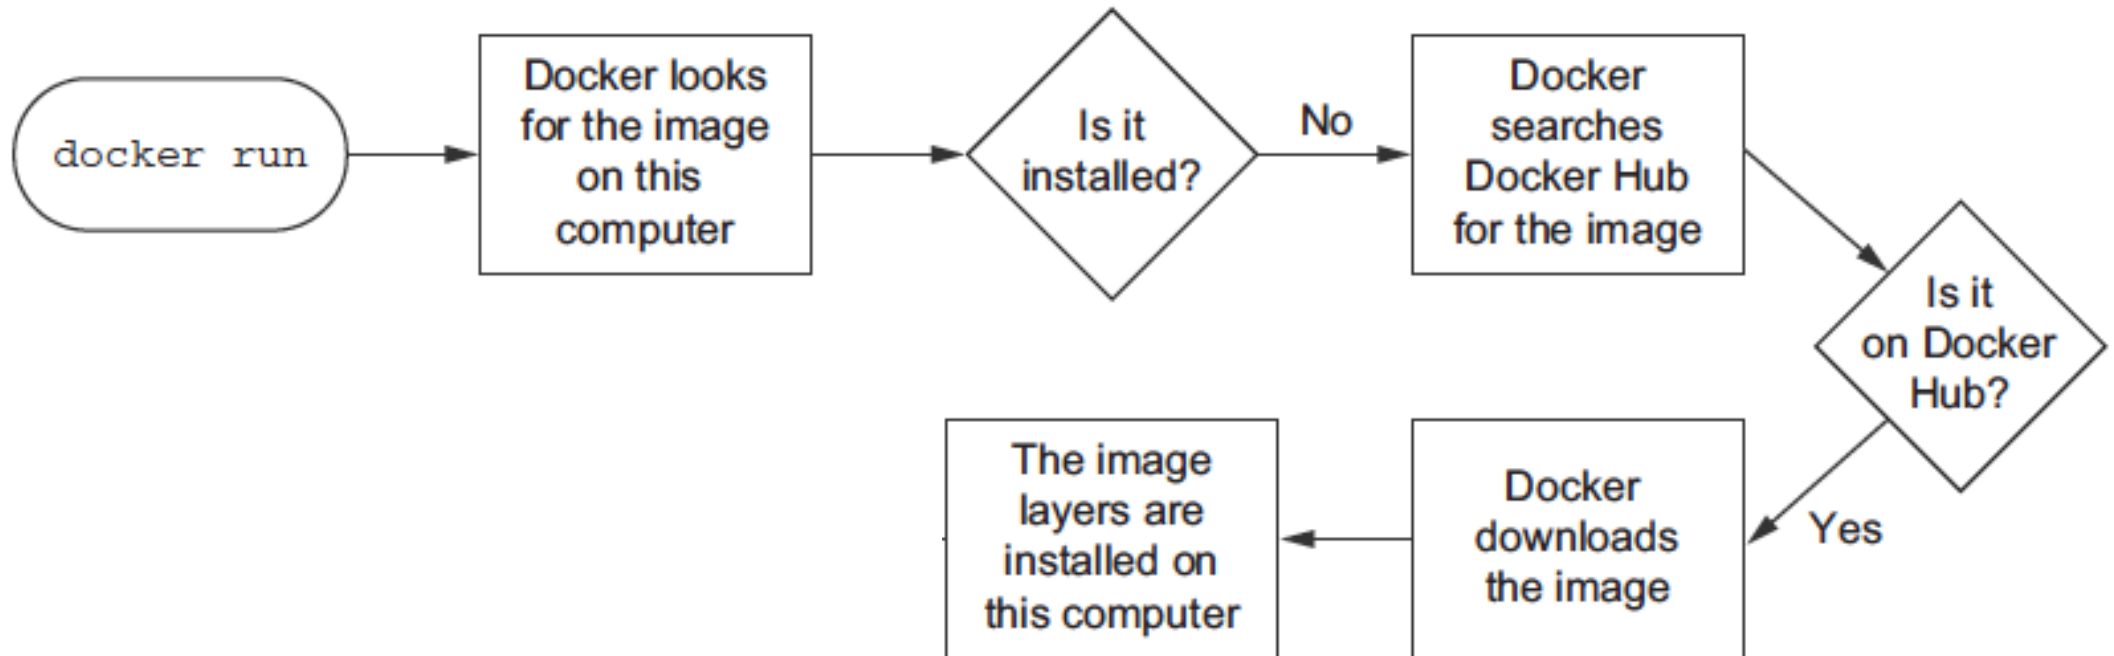 docker run
Docker looks
for the image
on this
computer
Is it
installed?
No
Docker
searches
Docker Hub
for the image
Is it
on Docker
Hub?
Yes
Docker
downloads
the image
The image
layers are
installed on
this computer